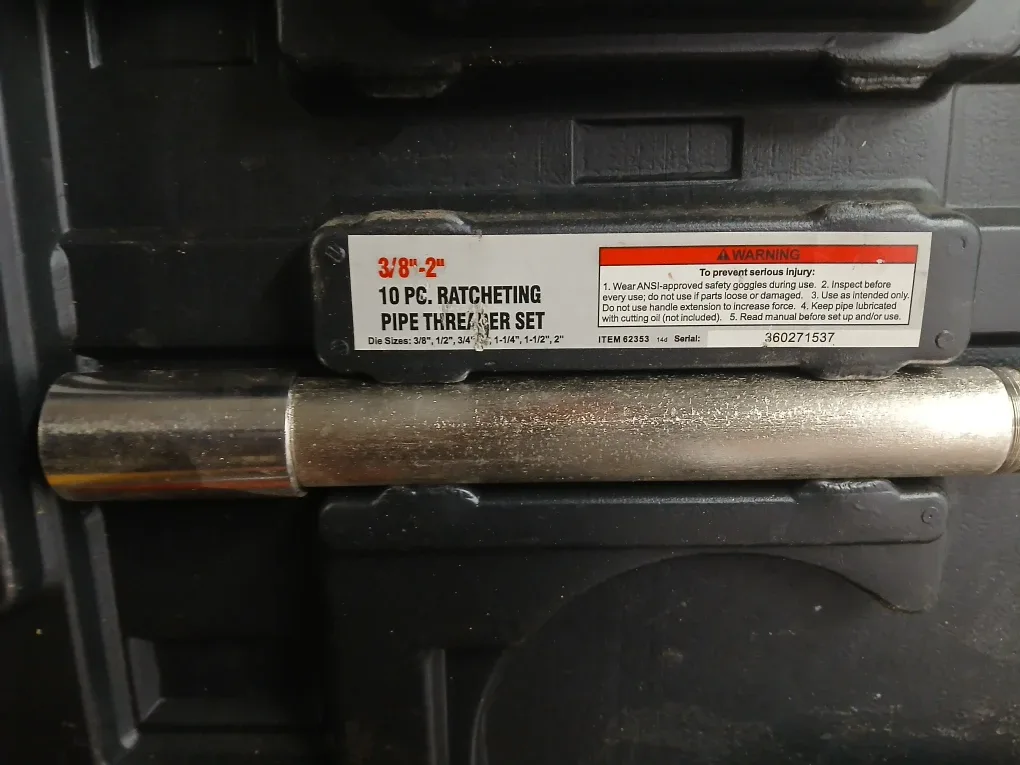 3/8"-2"
10 PC. RATCHETING
PIPE THREADER SET
Die Sizes: 3/8", 1/2", 3/4", 1-1/4", 1-1/2", 2"
WARNING
To prevent serious injury:
1. Wear ANSI-approved safety goggles during use. 2. Inspect before
every use; do not use if parts loose or damaged. 3. Use as intended only.
Do not use handle extension to increase force. 4. Keep pipe lubricated
with cutting oil (not included). 5. Read manual before set up and/or use.
ITEM 62353 14d Serial: 360271537